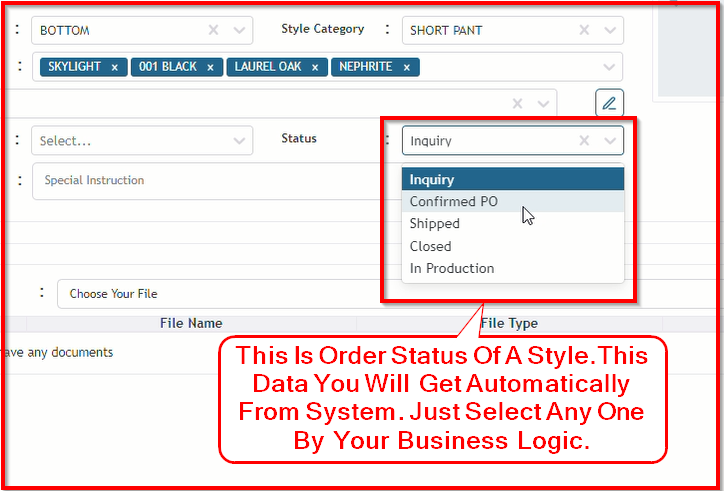 : BOTTOM Style Category : SHORT PANT
: SKYLIGHT × 001 BLACK × LAUREL OAK × NEPHRITE ×
: Select... Status : Inquiry
: Special Instruction
Inquiry
Confirmed PO
Shipped
Closed
In Production
: Choose Your File
File Name File Type
have any documents
This Is Order Status Of A Style.This
Data You Will Get Automatically
From System. Just Select Any One
By Your Business Logic.